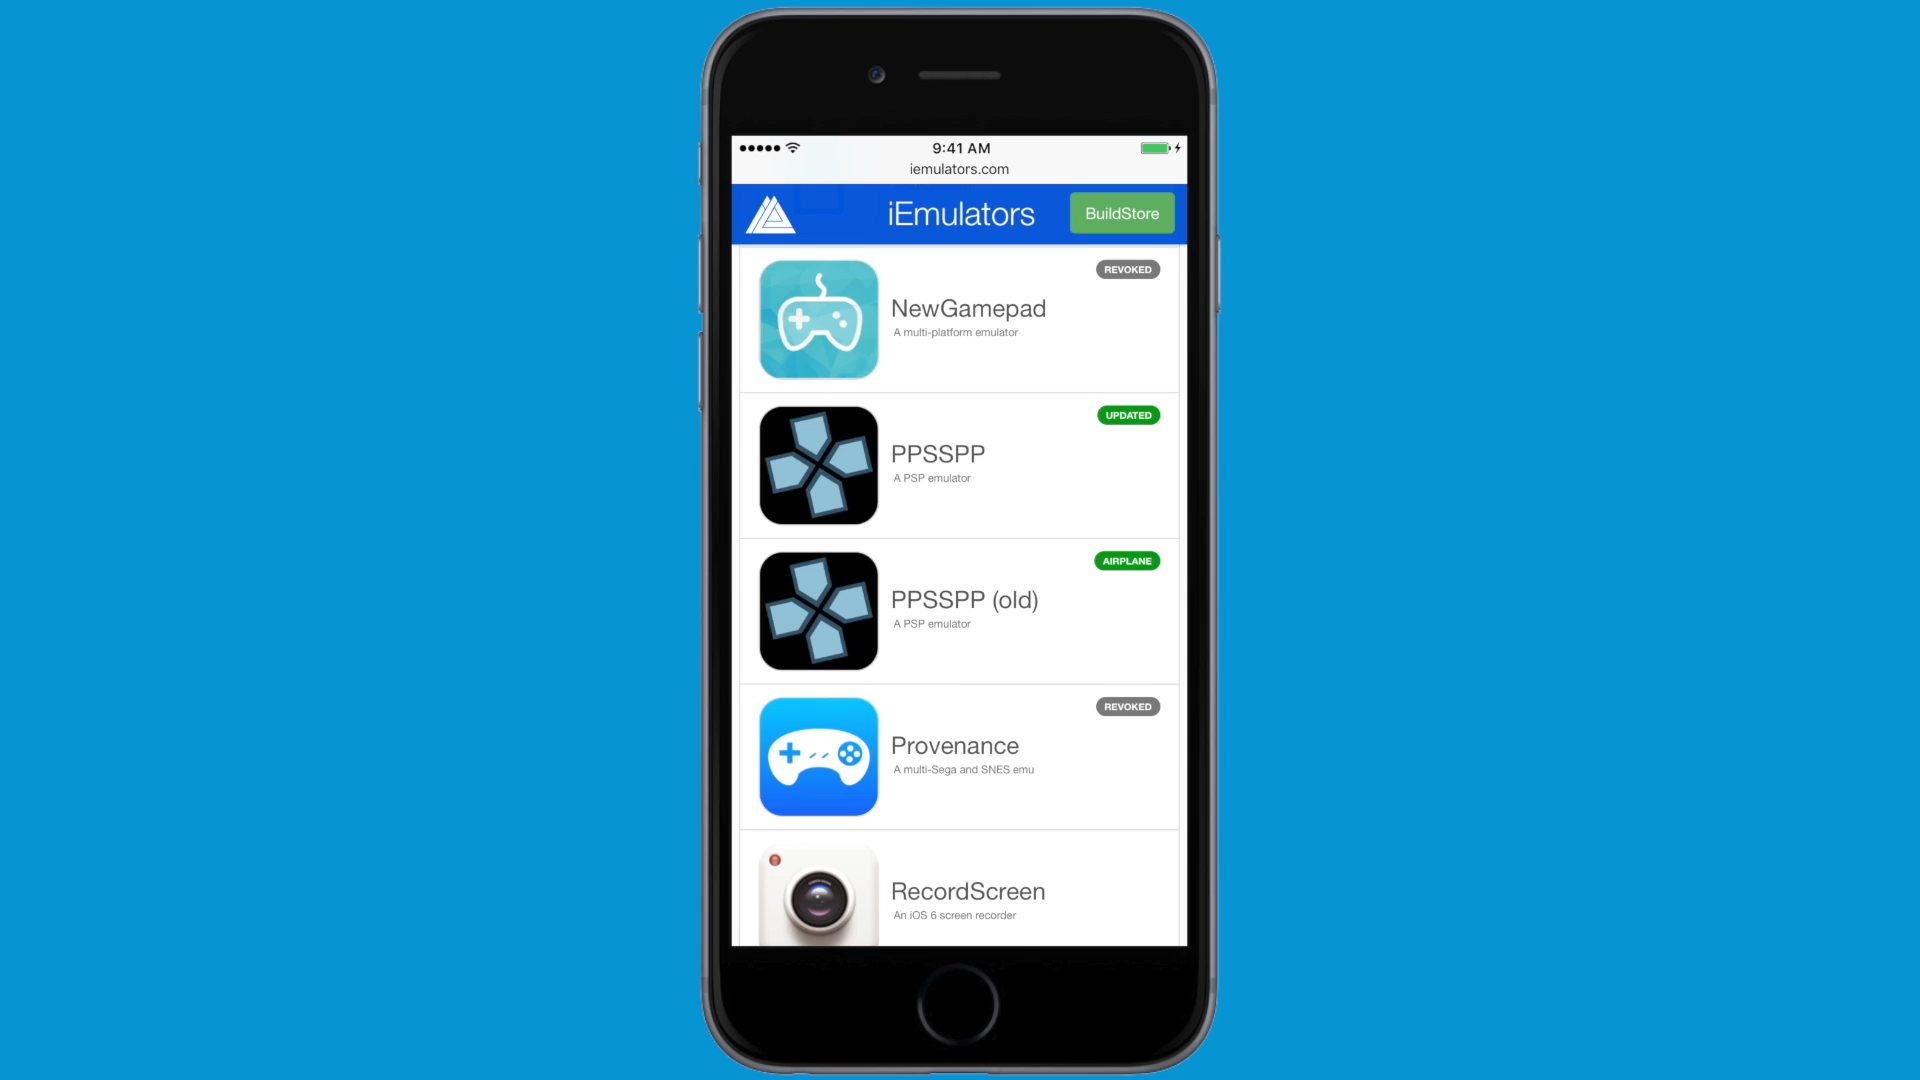 9:41 AM
iemulators.com
iEmulators
BuildStore
REVOKED
NewGamepad
A multi-platform emulator
UPDATED
PPSSPP
A PSP emulator
AIRPLANE
PPSSPP (old)
A PSP emulator
REVOKED
Provenance
A multi-Sega and SNES emu
RecordScreen
An iOS 6 screen recorder